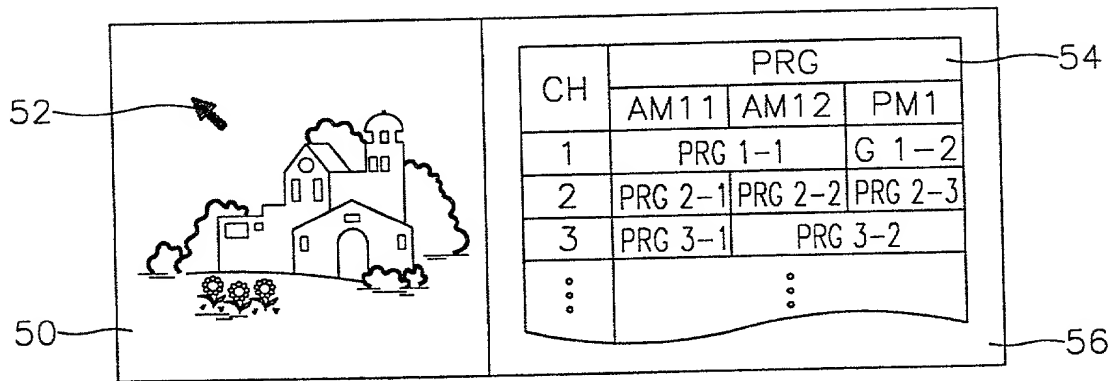 52
50
CH PRG
AM11 AM12 PM1
1 PRG 1-1 G 1-2
2 PRG 2-1 PRG 2-2 PRG 2-3
3 PRG 3-1 PRG 3-2
54
56